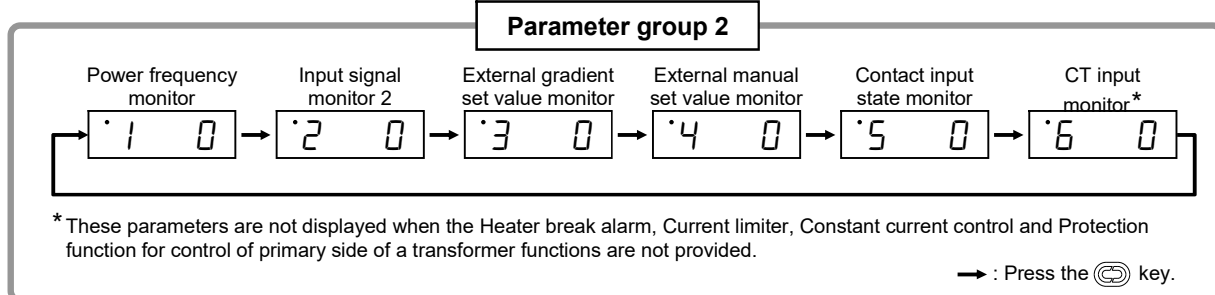 Parameter group 2
Power frequency
monitor
Input signal
monitor 2
External gradient
set value monitor
External manual
set value monitor
Contact input
state monitor
CT input
monitor*
1 0
2 0
3 0
4 0
5 0
6 0
* These parameters are not displayed when the Heater break alarm, Current limiter, Constant current control and Protection
function for control of primary side of a transformer functions are not provided.
: Press the key.